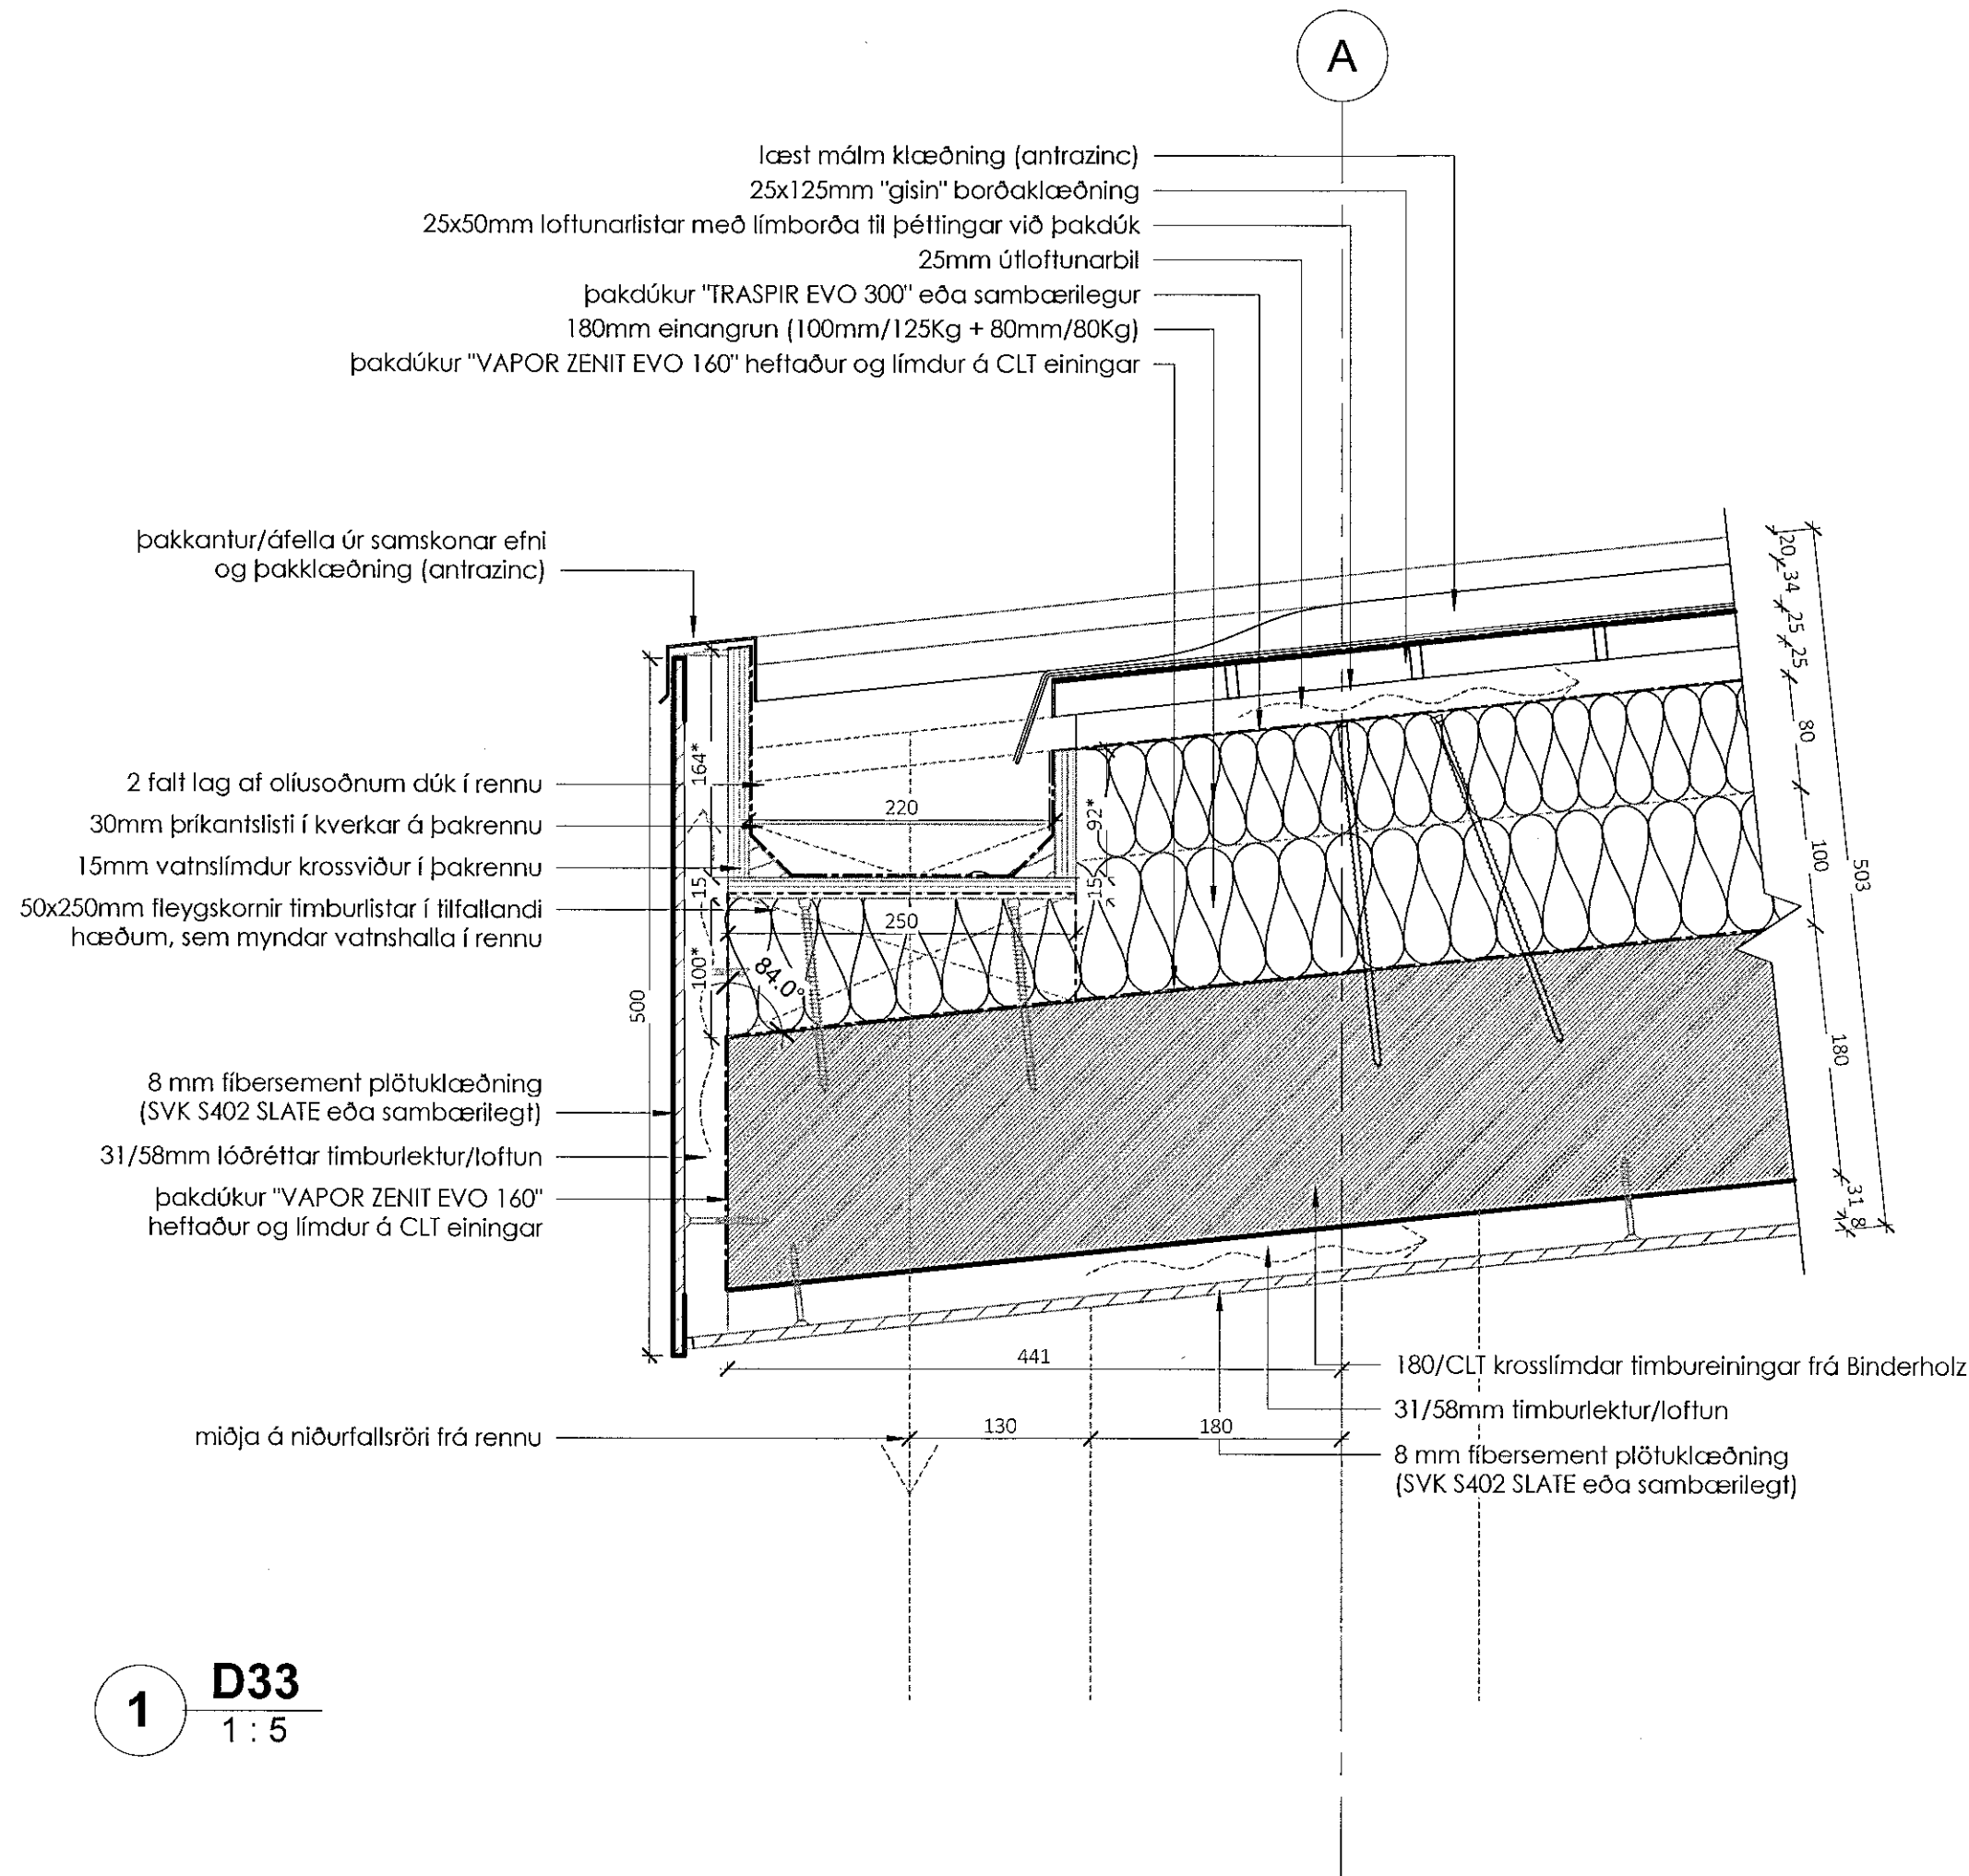 A
læst málm klæðning (antrazinc)
25x125mm "gisin" borðaklæðning
25x50mm loftunarlistar með límborða til þéttingar við þakdúk
25mm útloftunarbil
þakdúkur "TRASPIR EVO 300" eða sambærilegur
180mm einangrun (100mm/125Kg + 80mm/80Kg)
þakdúkur "VAPOR ZENIT EVO 160" heftaður og límdur á CLT einingar
þakkantur/áfella úr samskonar efni
og þakklæðning (antrazinc)
2 falt lag af olíusoðnum dúk í rennu
30mm þríkantslisti í kverkar á þakrennu
15mm vatnslímdur krossviður í þakrennu
50x250mm fleygskornir timburlistar í tilfallandi
hæðum, sem myndar vatnshalla í rennu
8 mm fíbersement plötuklæðning
(SVK S402 SLATE eða sambærilegt)
31/58mm lóðréttar timburlektur/loftun
þakdúkur "VAPOR ZENIT EVO 160"
heftaður og límdur á CLT einingar
miðja á niðurfallsröri frá rennu
500
164*
15
100*
84.0°
220
250
92*
15
20
34
25
25
80
100
180
31
8
503
441
130
180
180/CLT krosslímdar timbureiningar frá Binderholz
31/58mm timburlektur/loftun
8 mm fíbersement plötuklæðning
(SVK S402 SLATE eða sambærilegt)
1
D33
1 : 5